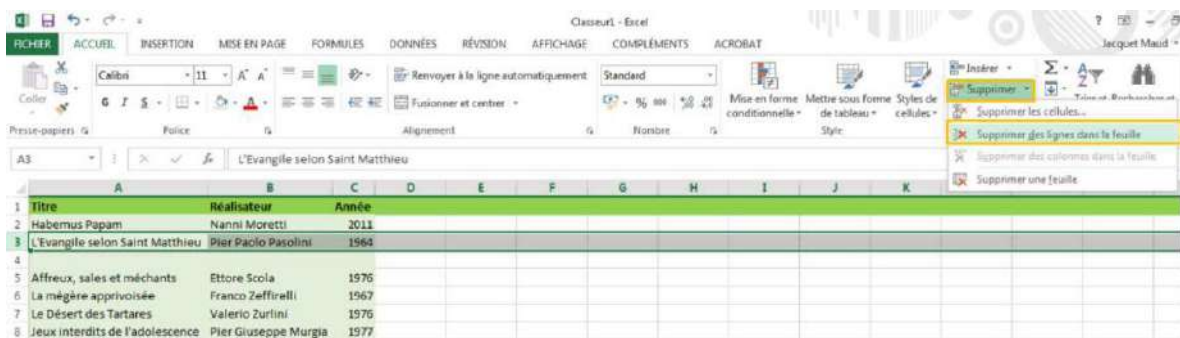 Classeur1 - Excel
?
FICHIER ACCUEIL INSERTION MISE EN PAGE FORMULES DONNÉES RÉVISION AFFICHAGE COMPLÉMENTS ACROBAT Jacquet Maud
Coller
Calibri 11 A A
Renvoyer à la ligne automatiquement
Standard
G I S A
Fusionner et centrer
% 000
Mise en forme conditionnelle
Mettre sous forme de tableau
Styles de cellules
Insérer
Supprimer
Presse-papiers Police Alignement Nombre Style
Supprimer les cellules...
Supprimer des lignes dans la feuille
Supprimer des colonnes dans la feuille
Supprimer une feuille
A3 fx L'Evangile selon Saint Matthieu
A B C D E F G H I J K
1 Titre Réalisateur Année
2 Habemus Papam Nanni Moretti 2011
3 L'Evangile selon Saint Matthieu Pier Paolo Pasolini 1964
4
5 Affreux, sales et méchants Ettore Scola 1976
6 La mégère apprivoisée Franco Zeffirelli 1967
7 Le Désert des Tartares Valerio Zurlini 1976
8 Jeux interdits de l'adolescence Pier Giuseppe Murgia 1977